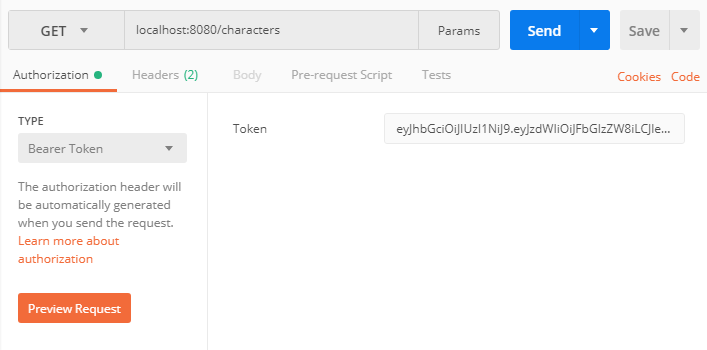 GET localhost:8080/characters Params Send Save
Authorization Headers (2) Body Pre-request Script Tests Cookies Code
TYPE
Bearer Token
The authorization header will
be automatically generated
when you send the request.
Learn more about
authorization
Preview Request
Token eyJhbGciOiJIUzI1NiJ9.eyJzdWIiOiJFbGlzZW8iLCJle...